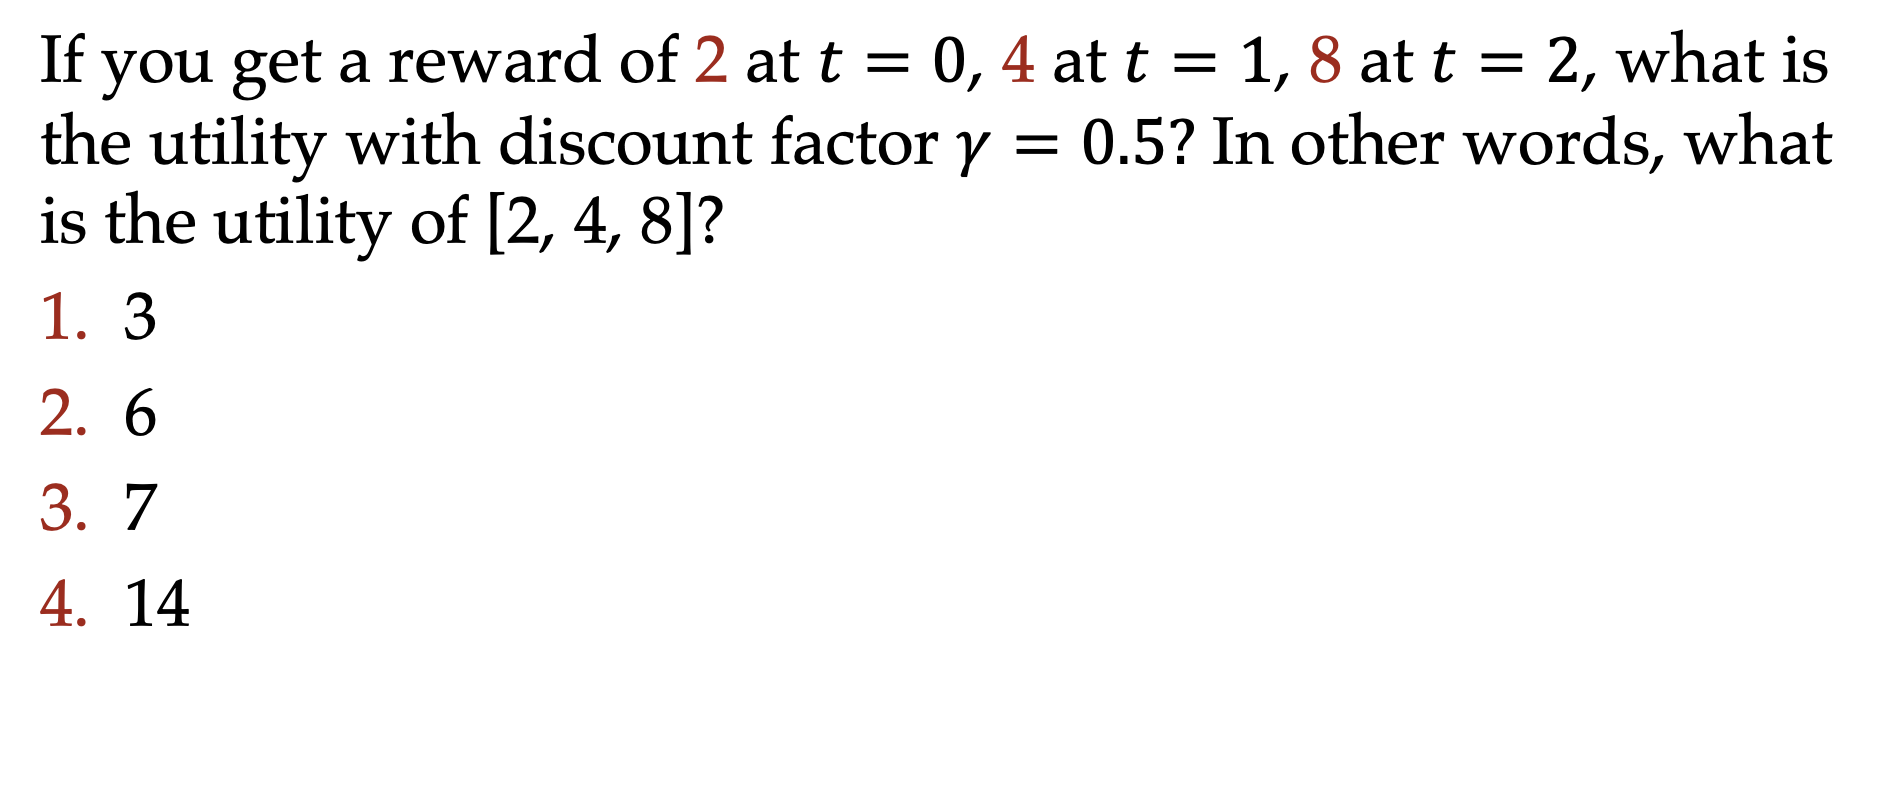 If you get a reward of 2 at t = 0, 4 at t = 1, 8 at t = 2, what is
the utility with discount factor γ = 0.5? In other words, what
is the utility of [2, 4, 8]?
1. 3
2. 6
3. 7
4. 14